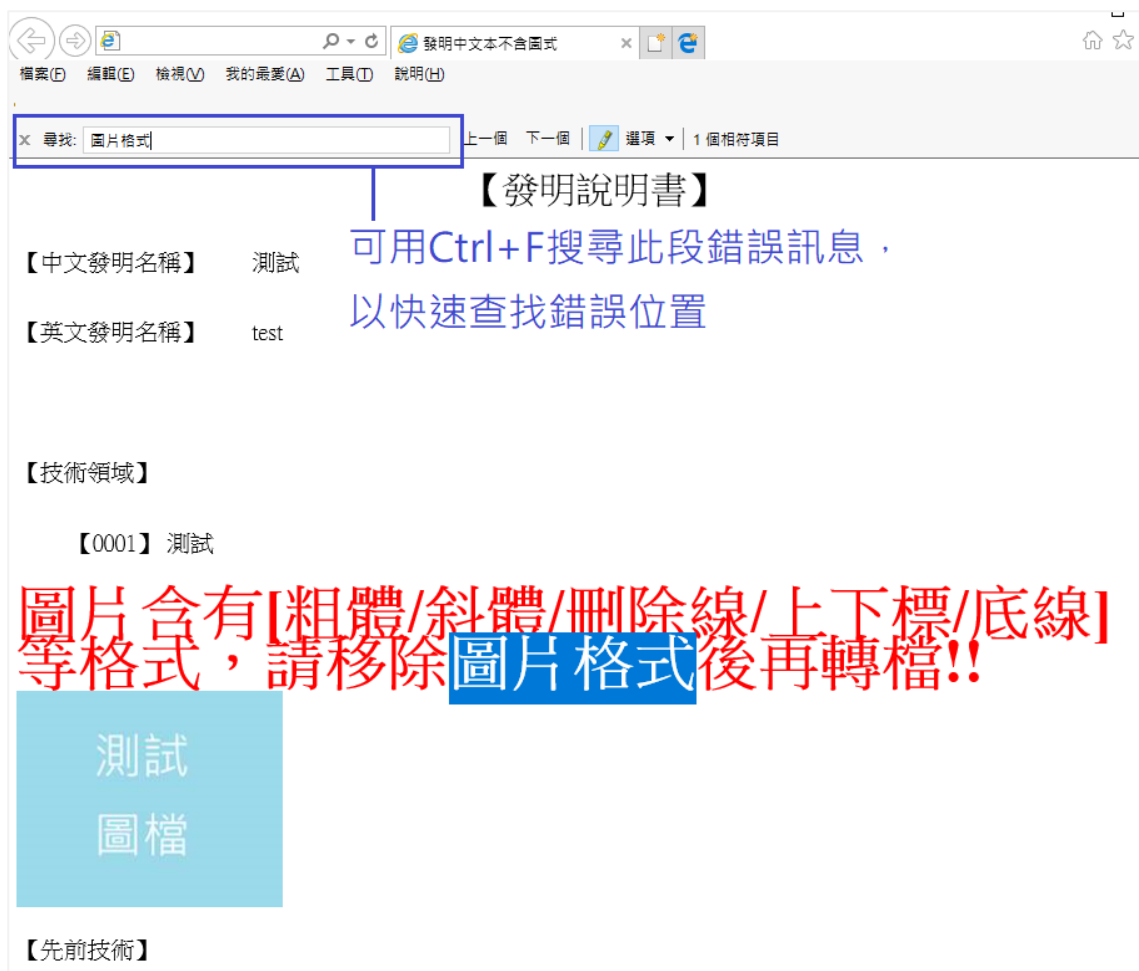 發明中文本不含圖式
檔案(F) 編輯(E) 檢視(V) 我的最愛(A) 工具(T) 說明(H)
x 尋找: 圖片格式 上一個 下一個 選項 1 個相符項目
【發明說明書】
可用Ctrl+F搜尋此段錯誤訊息，
以快速查找錯誤位置
【中文發明名稱】 測試
【英文發明名稱】 test
【技術領域】
【0001】 測試
圖片含有[粗體/斜體/刪除線/上下標/底線]
等格式，請移除圖片格式後再轉檔!!
測試
圖檔
【先前技術】